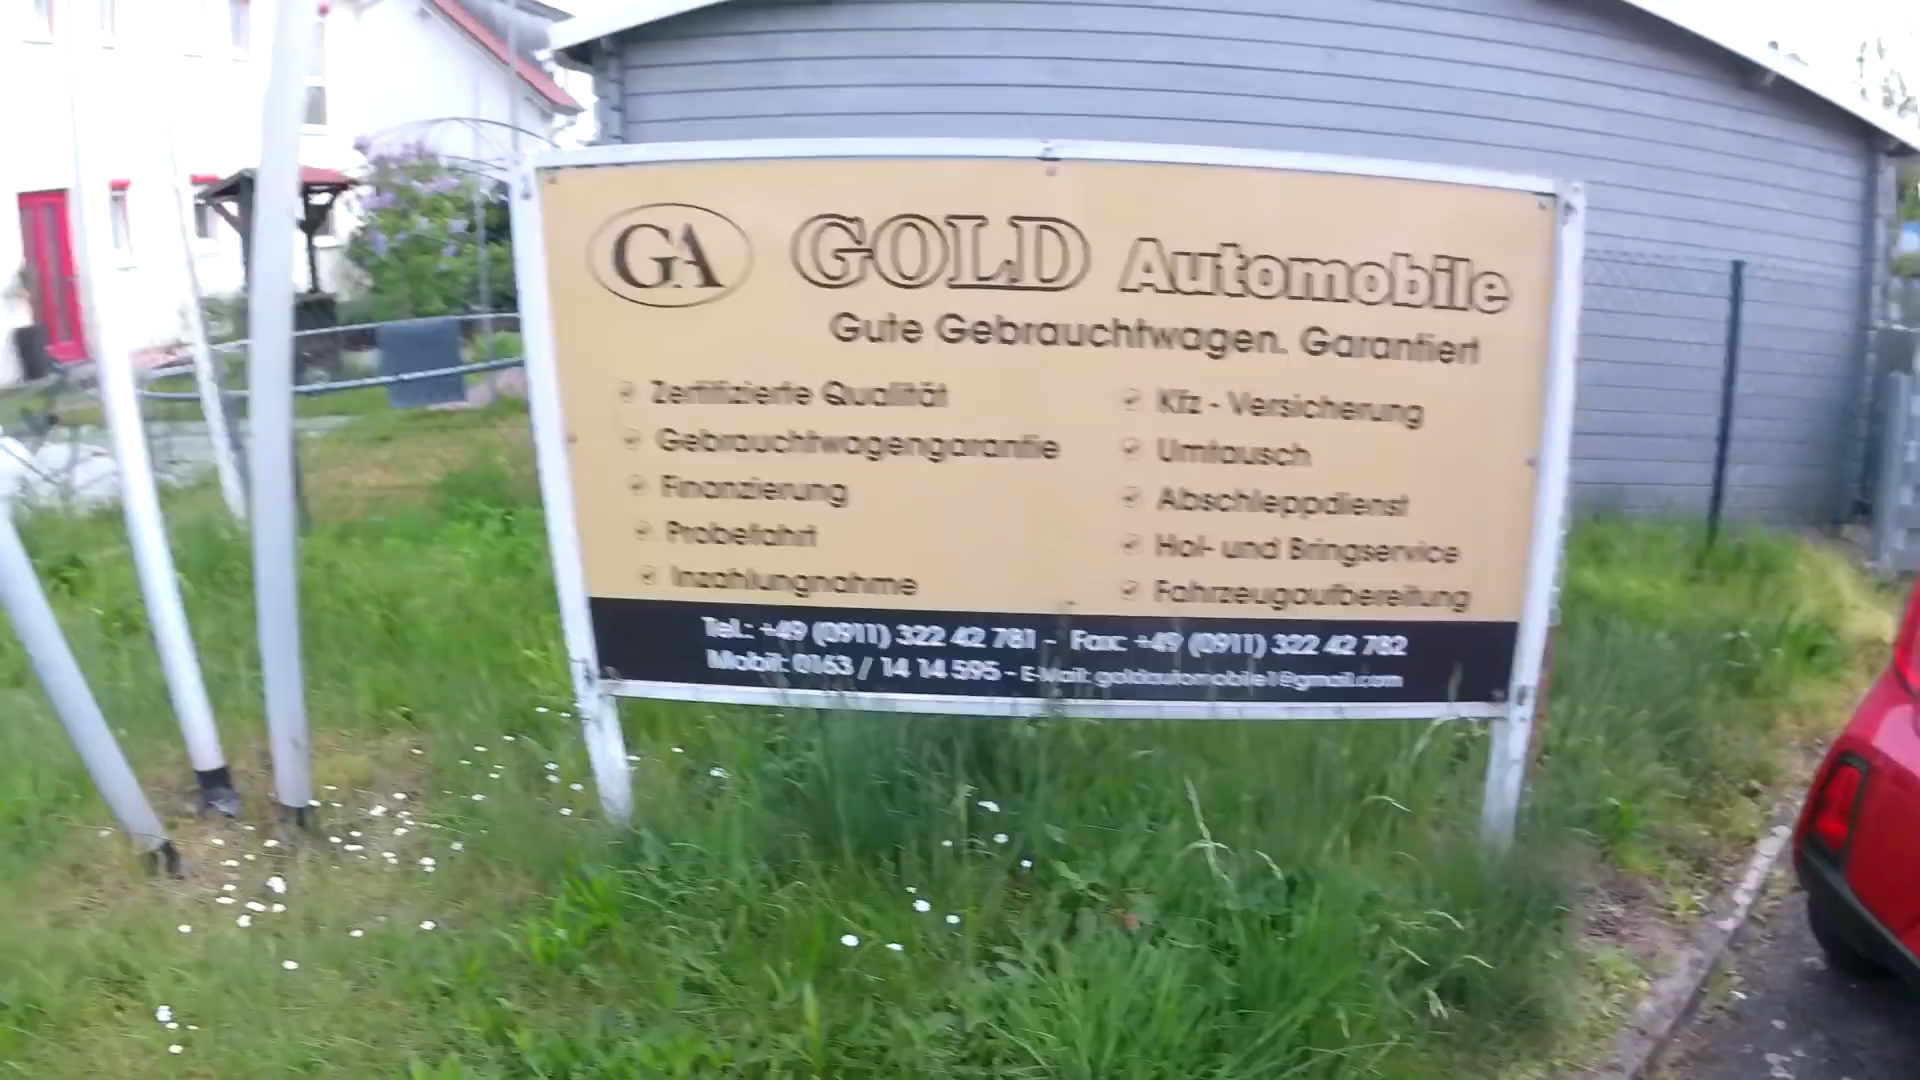 GA GOLD Automobile
Gute Gebrauchtwagen. Garantiert
Zertifizierte Qualität
Gebrauchtwagengarantie
Finanzierung
Probefahrt
Inzahlungnahme
Kfz - Versicherung
Umtausch
Abschleppdienst
Hol- und Bringservice
Fahrzeugaufbereitung
Tel.: +49 (0911) 322 42 781 - Fax: +49 (0911) 322 42 782
Mobil: 0163 / 14 14 595 - E-Mail: goldautomobile1@gmail.com